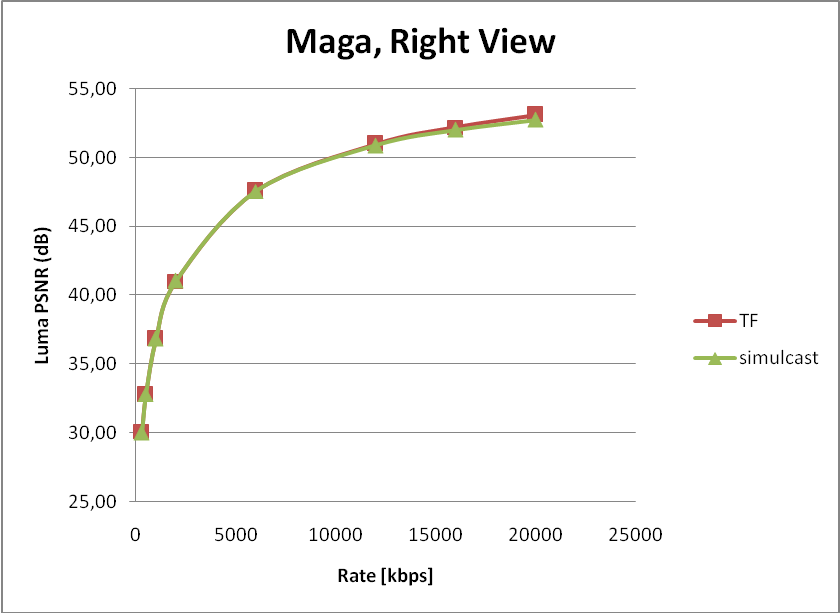 Maga, Right View
55,00
50,00
45,00
40,00
35,00
30,00
25,00
Luma PSNR (dB)
0 5000 10000 15000 20000 25000
Rate [kbps]
TF
simulcast